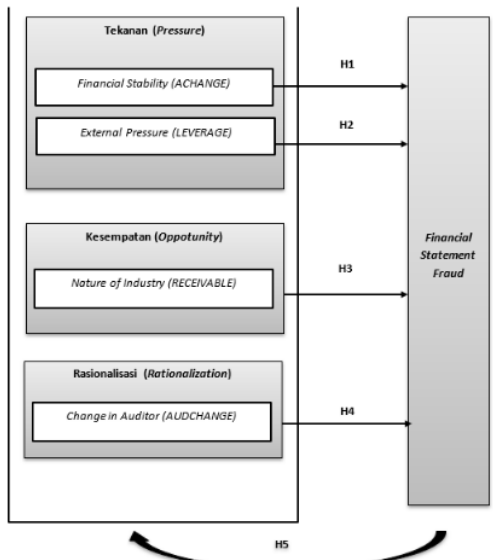 Tekanan (Pressure)
Financial Stability (ACHANGE)
External Pressure (LEVERAGE)
Kesempatan (Oppotunity)
Nature of Industry (RECEIVABLE)
Rasionalisasi (Rationalization)
Change in Auditor (AUDCHANGE)
H1
H2
H3
H4
Financial
Statement
Fraud
H5